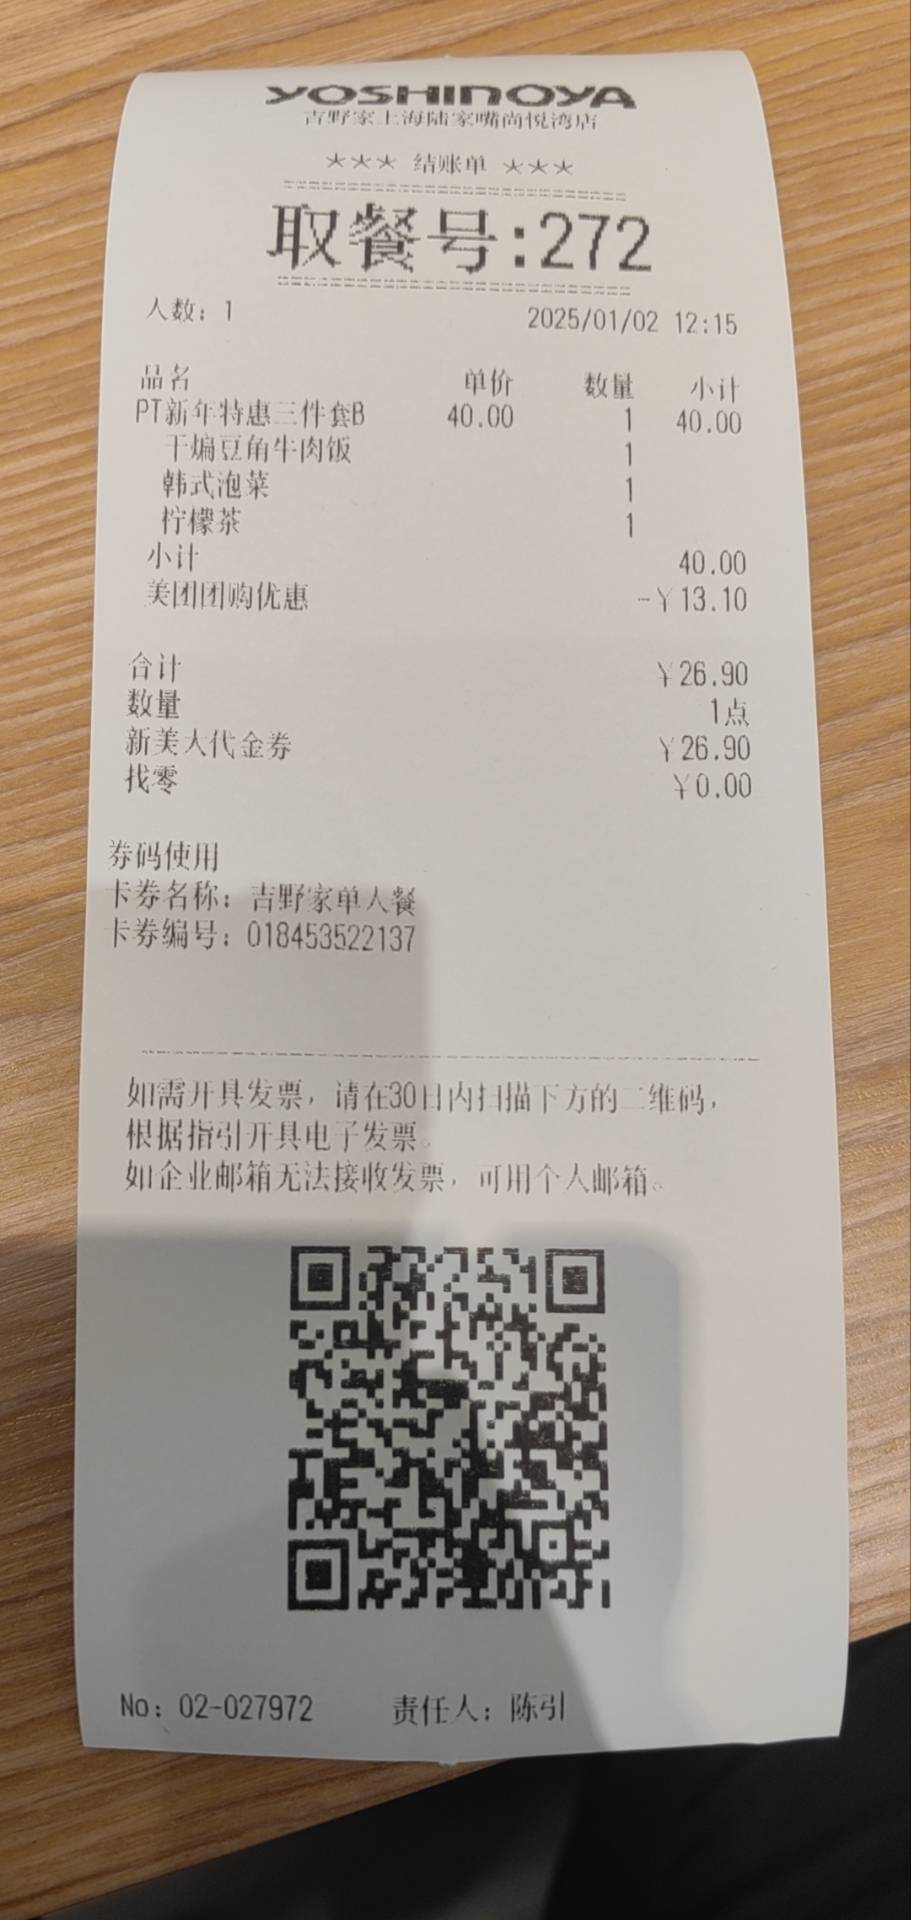 YOSHINOYA
吉野家上海陆家嘴尚悦湾店
*** 结账单 ***
取餐号:272
人数：1 2025/01/02 12:15
品名 单价 数量 小计
PT新年特惠三件套B 40.00 1 40.00
干煸豆角牛肉饭 1
韩式泡菜 1
柠檬茶 1
小计 40.00
美团团购优惠 -￥13.10
合计 ￥26.90
数量 1点
新美大代金券 ￥26.90
找零 ￥0.00
券码使用
卡券名称：吉野家单人餐
卡券编号：018453522137
如需开具发票，请在30日内扫描下方的二维码，
根据指引开具电子发票。
如企业邮箱无法接收发票，可用个人邮箱。
No：02-027972 责任人：陈引